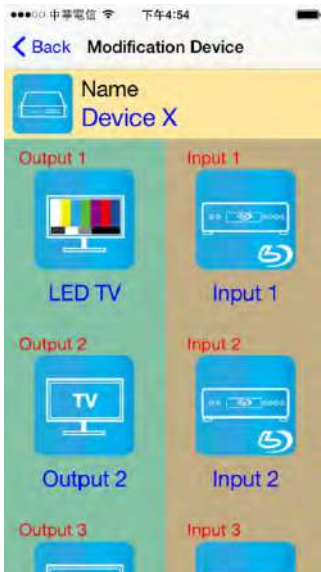 中華電信 下午4:54
Back Modification Device
Name
Device X
Output 1 Input 1
LED TV Input 1
Output 2 Input 2
TV
Output 2 Input 2
Output 3 Input 3